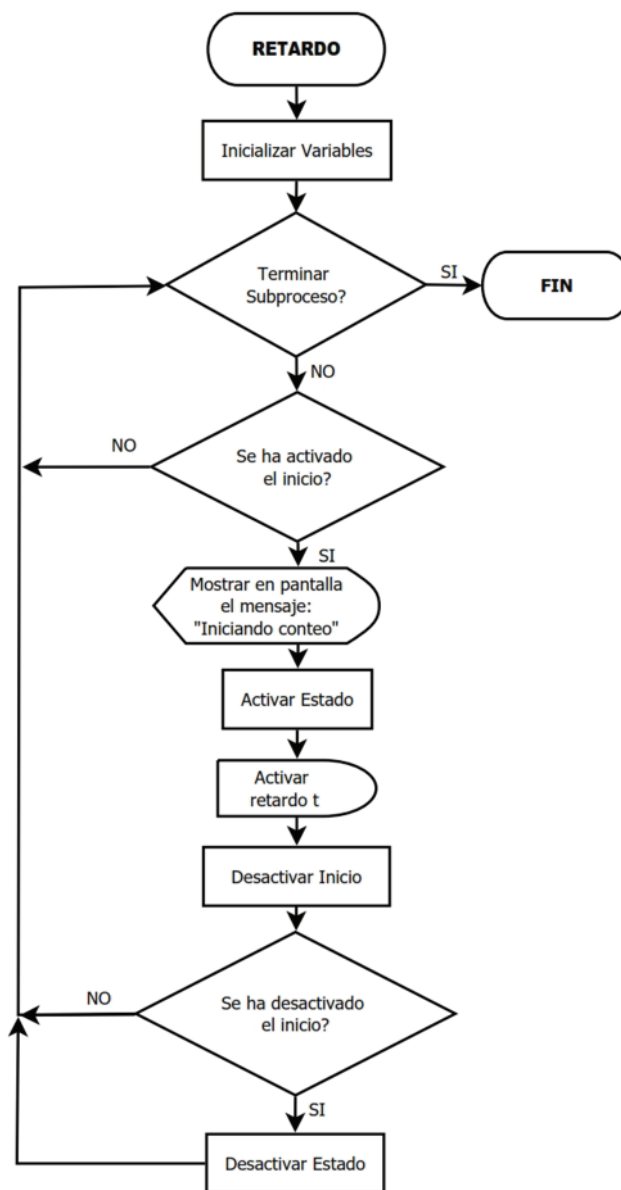 RETARDO
Inicializar Variables
Terminar
Subproceso?
SI
FIN
NO
Se ha activado
el inicio?
NO
SI
Mostrar en pantalla
el mensaje:
"Iniciando conteo"
Activar Estado
Activar
retardo t
Desactivar Inicio
Se ha desactivado
el inicio?
NO
SI
Desactivar Estado